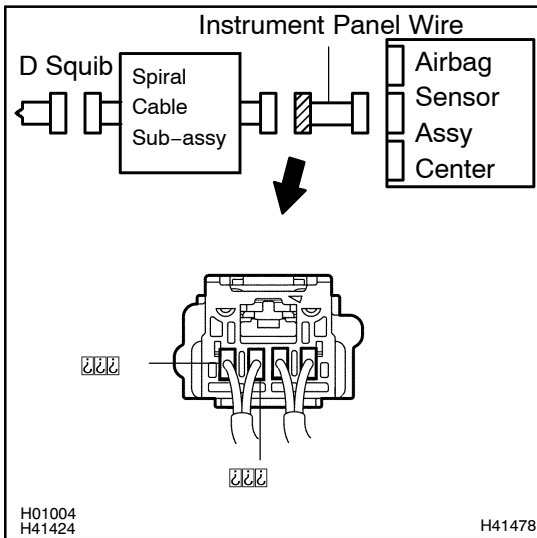 Instrument Panel Wire
D Squib
Spiral
Cable
Sub-assy
Airbag
Sensor
Assy
Center
¿¿¿
¿¿¿
H01004
H41424
H41478